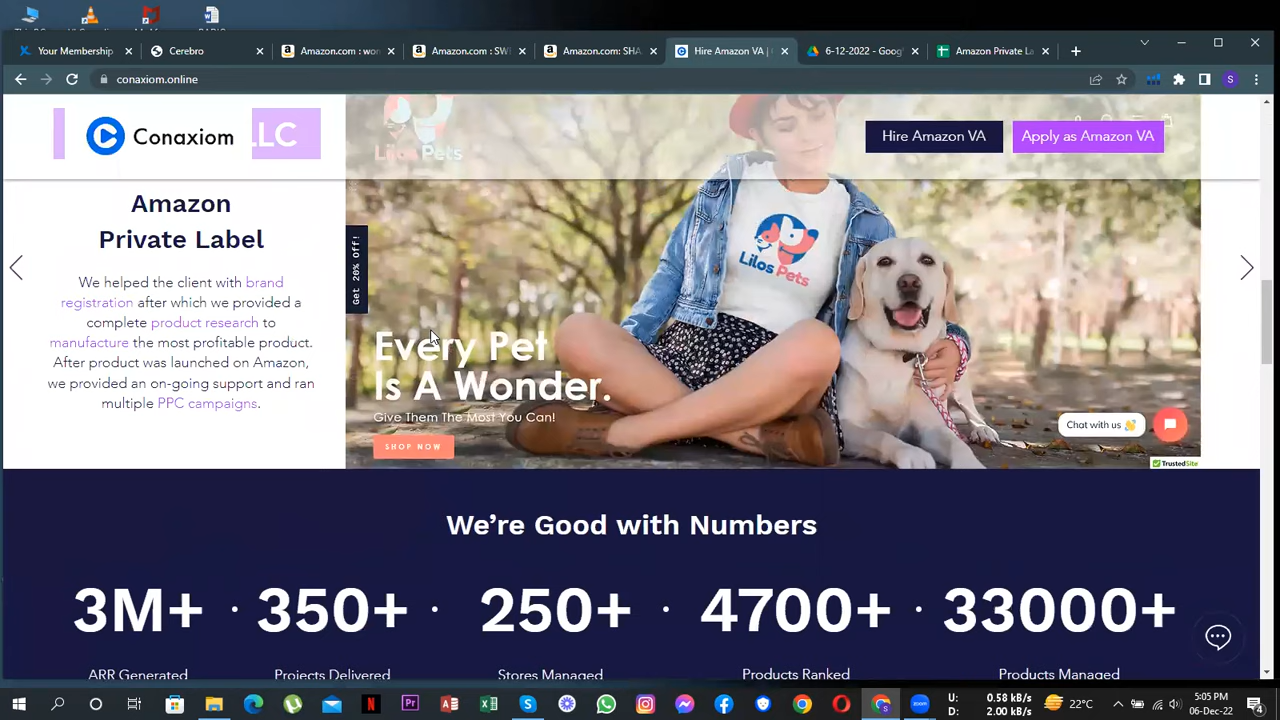 Your Membership
Cerebro
Amazon.com : wor
Amazon.com : SWI
Amazon.com: SHA
Hire Amazon VA |
6-12-2022 - Goog
Amazon Private La
conaxiom.online
S
Conaxiom
LLC
Hire Amazon VA
Apply as Amazon VA
Lilos Pets
Amazon
Private Label
We helped the client with brand
registration after which we provided a
complete product research to
manufacture the most profitable product.
After product was launched on Amazon,
we provided an on-going support and ran
multiple PPC campaigns.
Get 20% Off!
Lilos Pets
Every Pet
Is A Wonder.
Give Them The Most You Can!
SHOP NOW
Chat with us
TrustedSite
We're Good with Numbers
3M+ · 350+ · 250+ · 4700+ · 33000+
ARR Generated
Projects Delivered
Stores Managed
Products Ranked
Products Managed
U: 0.58 kB/s
D: 2.00 kB/s
22°C
5:05 PM
06-Dec-22